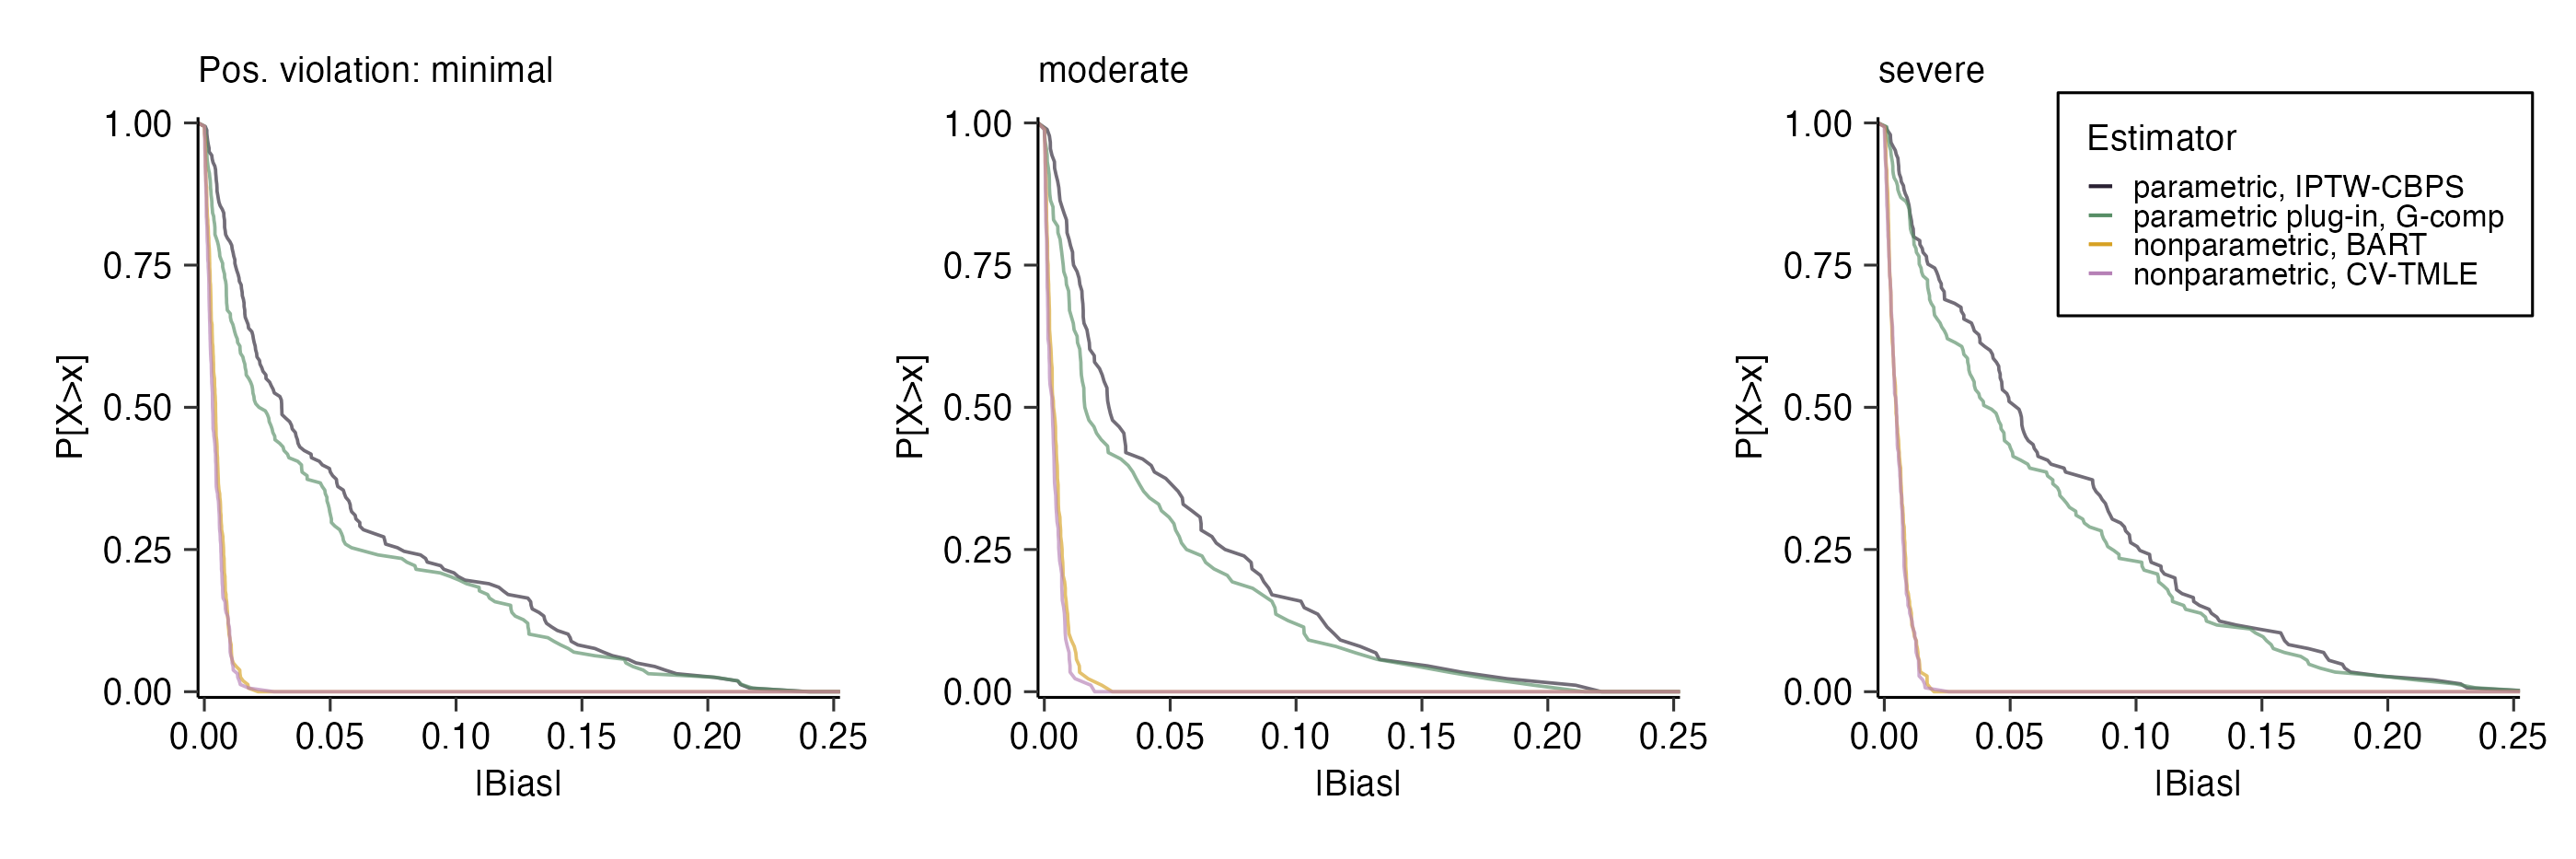 Pos. violation: minimal
1.00
0.75
0.50
0.25
0.00
P[X>x]
0.00 0.05 0.10 0.15 0.20 0.25
|Bias|
moderate
1.00
0.75
0.50
0.25
0.00
P[X>x]
0.00 0.05 0.10 0.15 0.20 0.25
|Bias|
severe
1.00
0.75
0.50
0.25
0.00
P[X>x]
0.00 0.05 0.10 0.15 0.20 0.25
|Bias|
Estimator
parametric, IPTW-CBPS
parametric plug-in, G-comp
nonparametric, BART
nonparametric, CV-TMLE